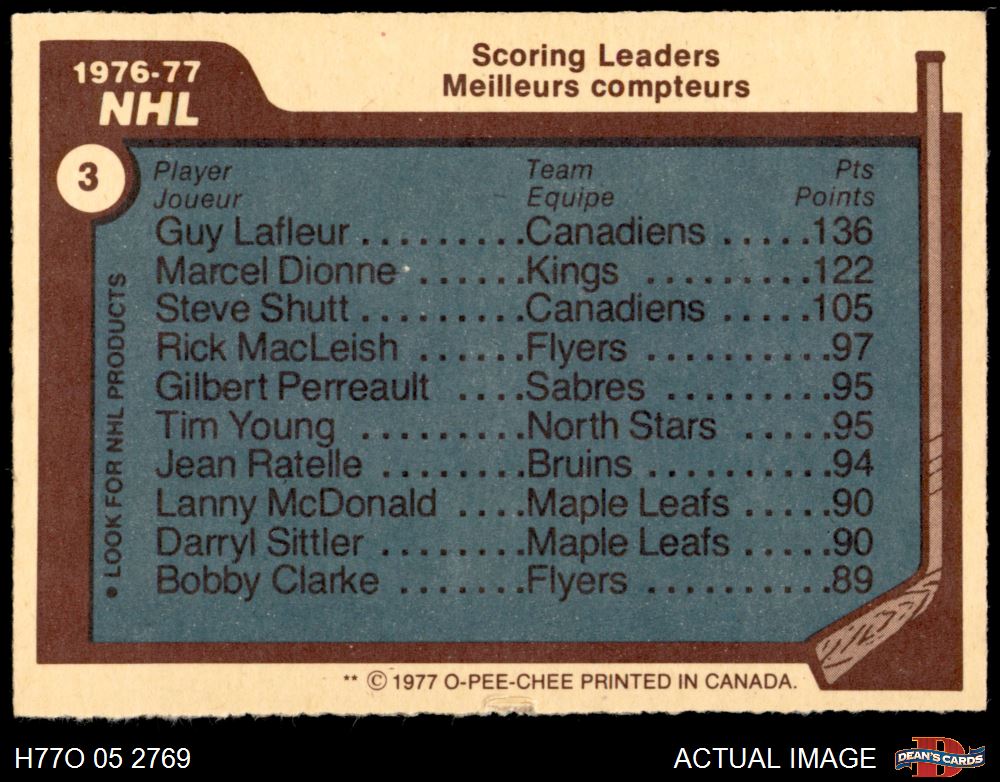 1976-77
NHL
Scoring Leaders
Meilleurs compteurs
3
Player Team Pts
Joueur Equipe Points
Guy Lafleur..........Canadiens.....136
Marcel Dionne......Kings.........122
Steve Shutt.........Canadiens.....105
Rick MacLeish......Flyers..........97
Gilbert Perreault....Sabres.........95
Tim Young.........North Stars.....95
Jean Ratelle........Bruins..........94
Lanny McDonald....Maple Leafs.....90
Darryl Sittler........Maple Leafs.....90
Bobby Clarke.......Flyers..........89
• LOOK FOR NHL PRODUCTS
** © 1977 O-PEE-CHEE PRINTED IN CANADA.
H77O 05 2769
ACTUAL IMAGE
D
DEAN'S CARDS